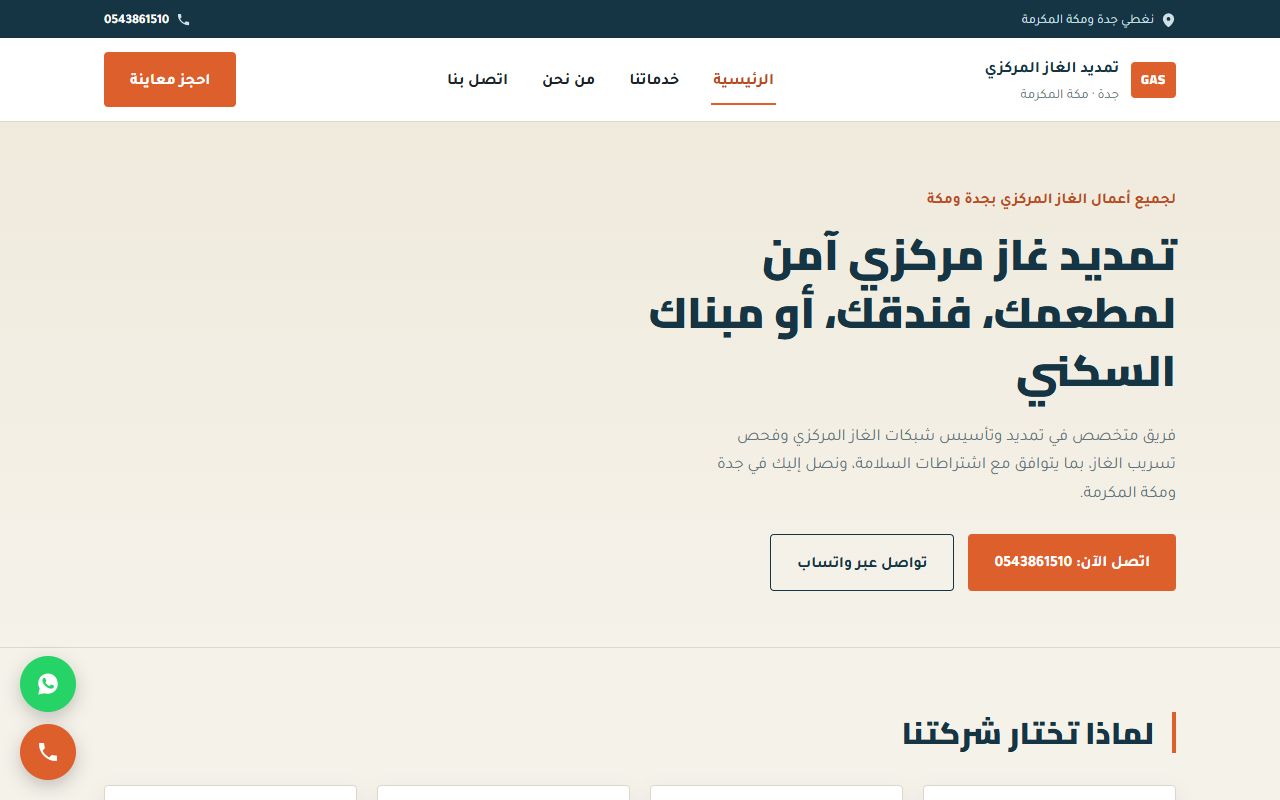 نغطي جدة ومكة المكرمة
0543861510
GAS
تمديد الغاز المركزي
جدة · مكة المكرمة
الرئيسية
خدماتنا
من نحن
اتصل بنا
احجز معاينة
لجميع أعمال الغاز المركزي بجدة ومكة
تمديد غاز مركزي آمن
لمطعمك، فندقك، أو مبناك
السكني
فريق متخصص في تمديد وتأسيس شبكات الغاز المركزي وفحص
تسريب الغاز، بما يتوافق مع اشتراطات السلامة، ونصل إليك في جدة
ومكة المكرمة.
اتصل الآن: 0543861510
تواصل عبر واتساب
لماذا تختار شركتنا